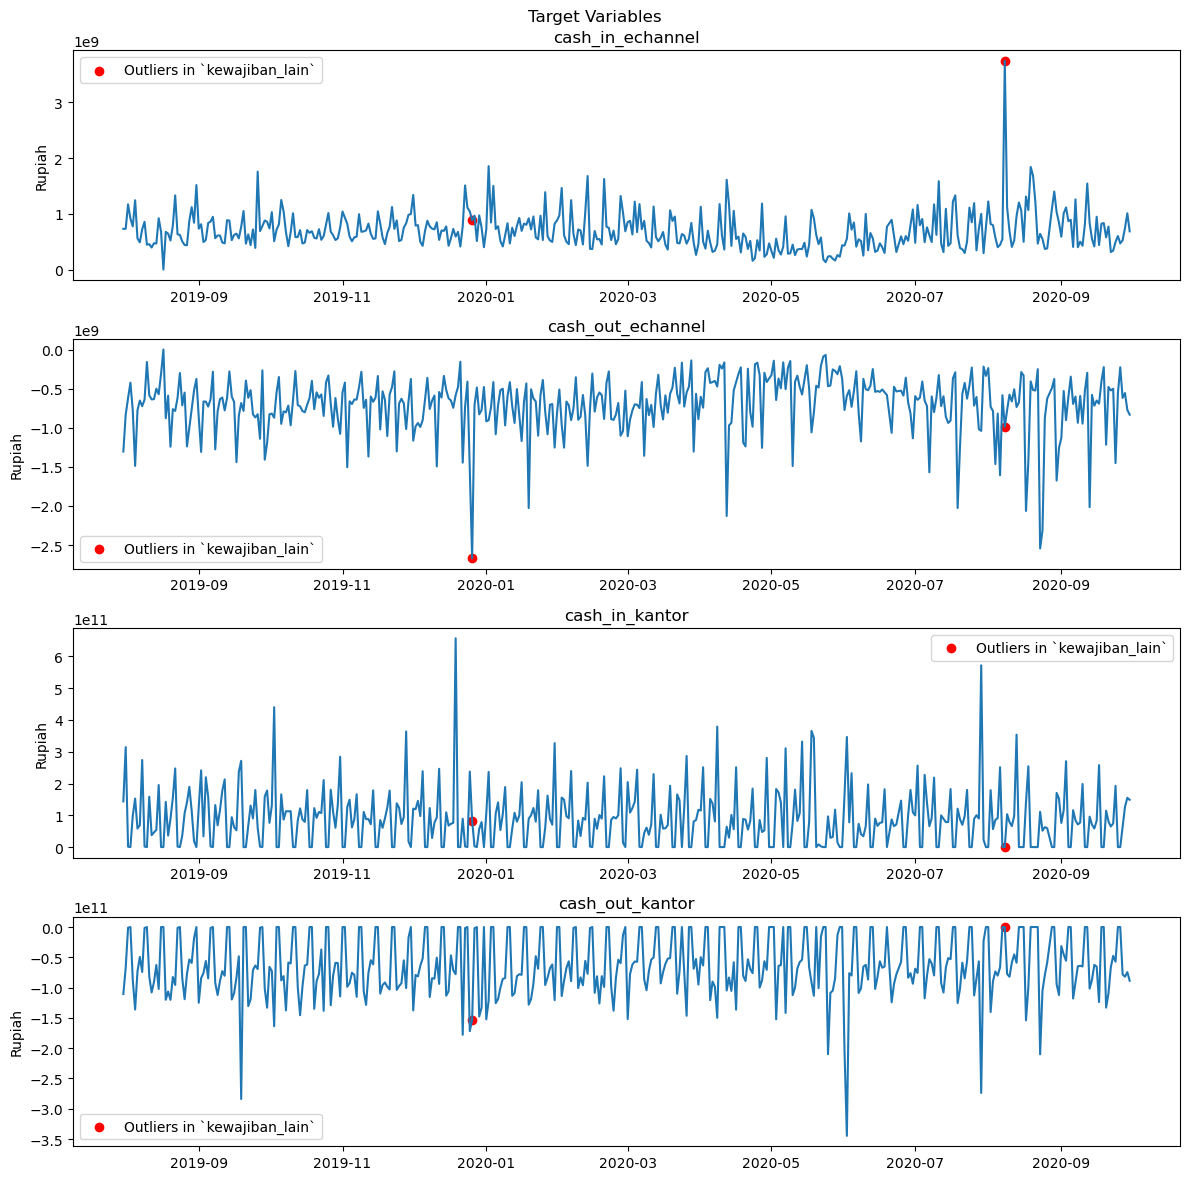 Target Variables
cash_in_echannel
1e9
Outliers in `kewajiban_lain`
Rupiah
3
2
1
0
2019-09 2019-11 2020-01 2020-03 2020-05 2020-07 2020-09
cash_out_echannel
1e9
0.0
−0.5
−1.0
−1.5
−2.0
−2.5
Rupiah
Outliers in `kewajiban_lain`
2019-09 2019-11 2020-01 2020-03 2020-05 2020-07 2020-09
cash_in_kantor
1e11
Outliers in `kewajiban_lain`
6
5
4
3
2
1
0
Rupiah
2019-09 2019-11 2020-01 2020-03 2020-05 2020-07 2020-09
cash_out_kantor
1e11
0.0
−0.5
−1.0
−1.5
−2.0
−2.5
−3.0
−3.5
Rupiah
Outliers in `kewajiban_lain`
2019-09 2019-11 2020-01 2020-03 2020-05 2020-07 2020-09